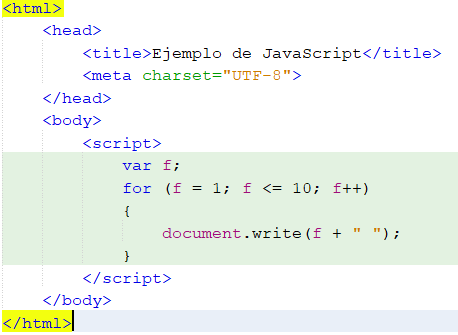 <html>
<head>
<title>Ejemplo de JavaScript</title>
<meta charset="UTF-8">
</head>
<body>
<script>
var f;
for (f = 1; f <= 10; f++)
{
document.write(f + " ");
}
</script>
</body>
</html>